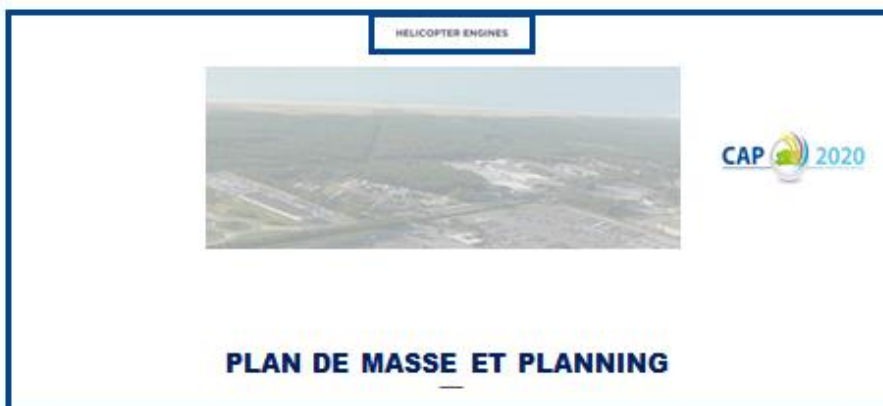 HELICOPTER ENGINES
CAP 2020
PLAN DE MASSE ET PLANNING